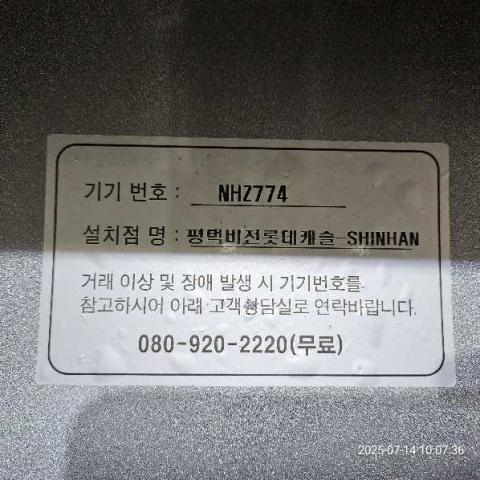 기기 번호 : NHZ774
설치점 명 : 평택비전롯데캐슬-SHINHAN
거래 이상 및 장애 발생 시 기기번호를
참고하시어 아래 고객상담실로 연락바랍니다.
080-920-2220(무료)
2025-07-14 10:07:36